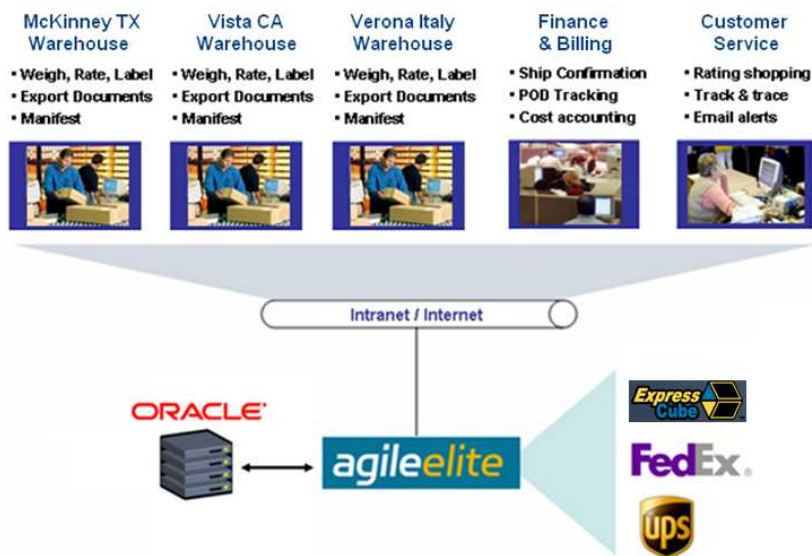 McKinney TX
Warehouse
▪ Weigh, Rate, Label
▪ Export Documents
▪ Manifest
Vista CA
Warehouse
▪ Weigh, Rate, Label
▪ Export Documents
▪ Manifest
Verona Italy
Warehouse
▪ Weigh, Rate, Label
▪ Export Documents
▪ Manifest
Finance
& Billing
▪ Ship Confirmation
▪ POD Tracking
▪ Cost accounting
Customer
Service
▪ Rating shopping
▪ Track & trace
▪ Email alerts
Intranet / Internet
ORACLE®
agileelite
Express
Cube™
FedEx®
ups